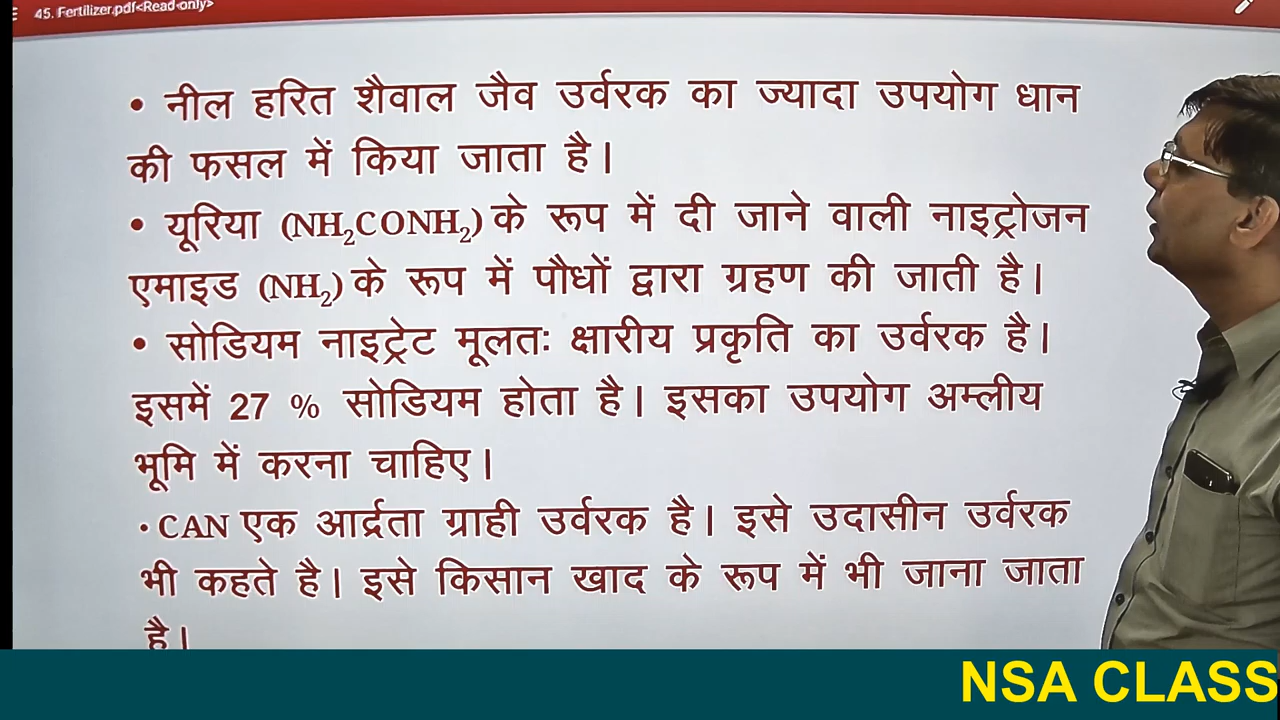 45. Fertilizer.pdf<Read-only>
• नील हरित शैवाल जैव उर्वरक का ज्यादा उपयोग धान
की फसल में किया जाता है।
• यूरिया (NH₂CONH₂) के रूप में दी जाने वाली नाइट्रोजन
एमाइड (NH₂) के रूप में पौधों द्वारा ग्रहण की जाती है।
• सोडियम नाइट्रेट मूलतः क्षारीय प्रकृति का उर्वरक है।
इसमें 27 % सोडियम होता है। इसका उपयोग अम्लीय
भूमि में करना चाहिए।
• CAN एक आर्द्रता ग्राही उर्वरक है। इसे उदासीन उर्वरक
भी कहते है। इसे किसान खाद के रूप में भी जाना जाता
है।
NSA CLASS